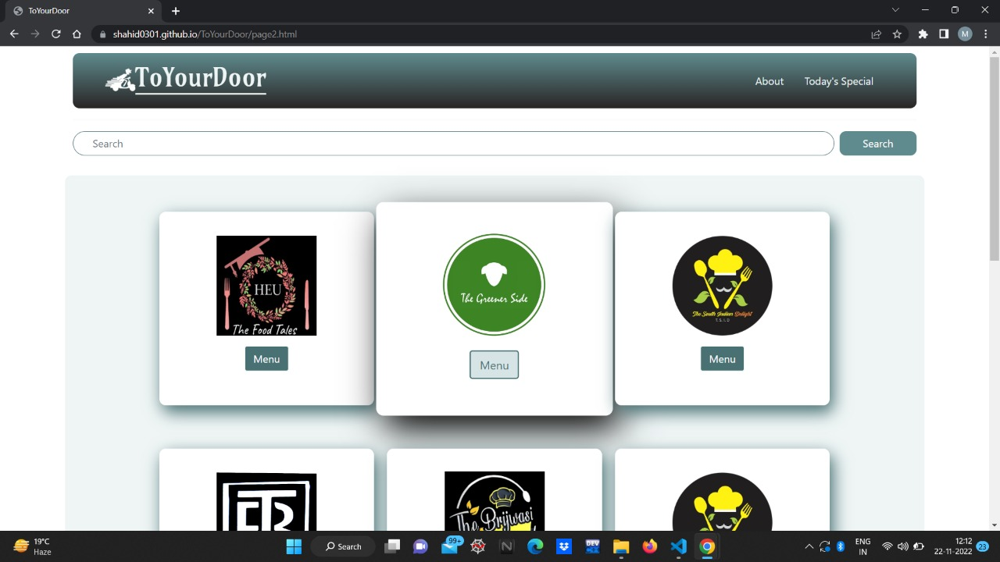 ToYourDoor
shahid0301.github.io/ToYourDoor/page2.html
M
ToYourDoor
About
Today's Special
Search
Search
HEU
The Food Tales
The Greener Side
The South Indian Delight
T. S. I. D
Menu
Menu
Menu
The Brijwasi
19°C
Haze
Search
99+
N
DEV
ENG
IN
12:12
22-11-2022
23